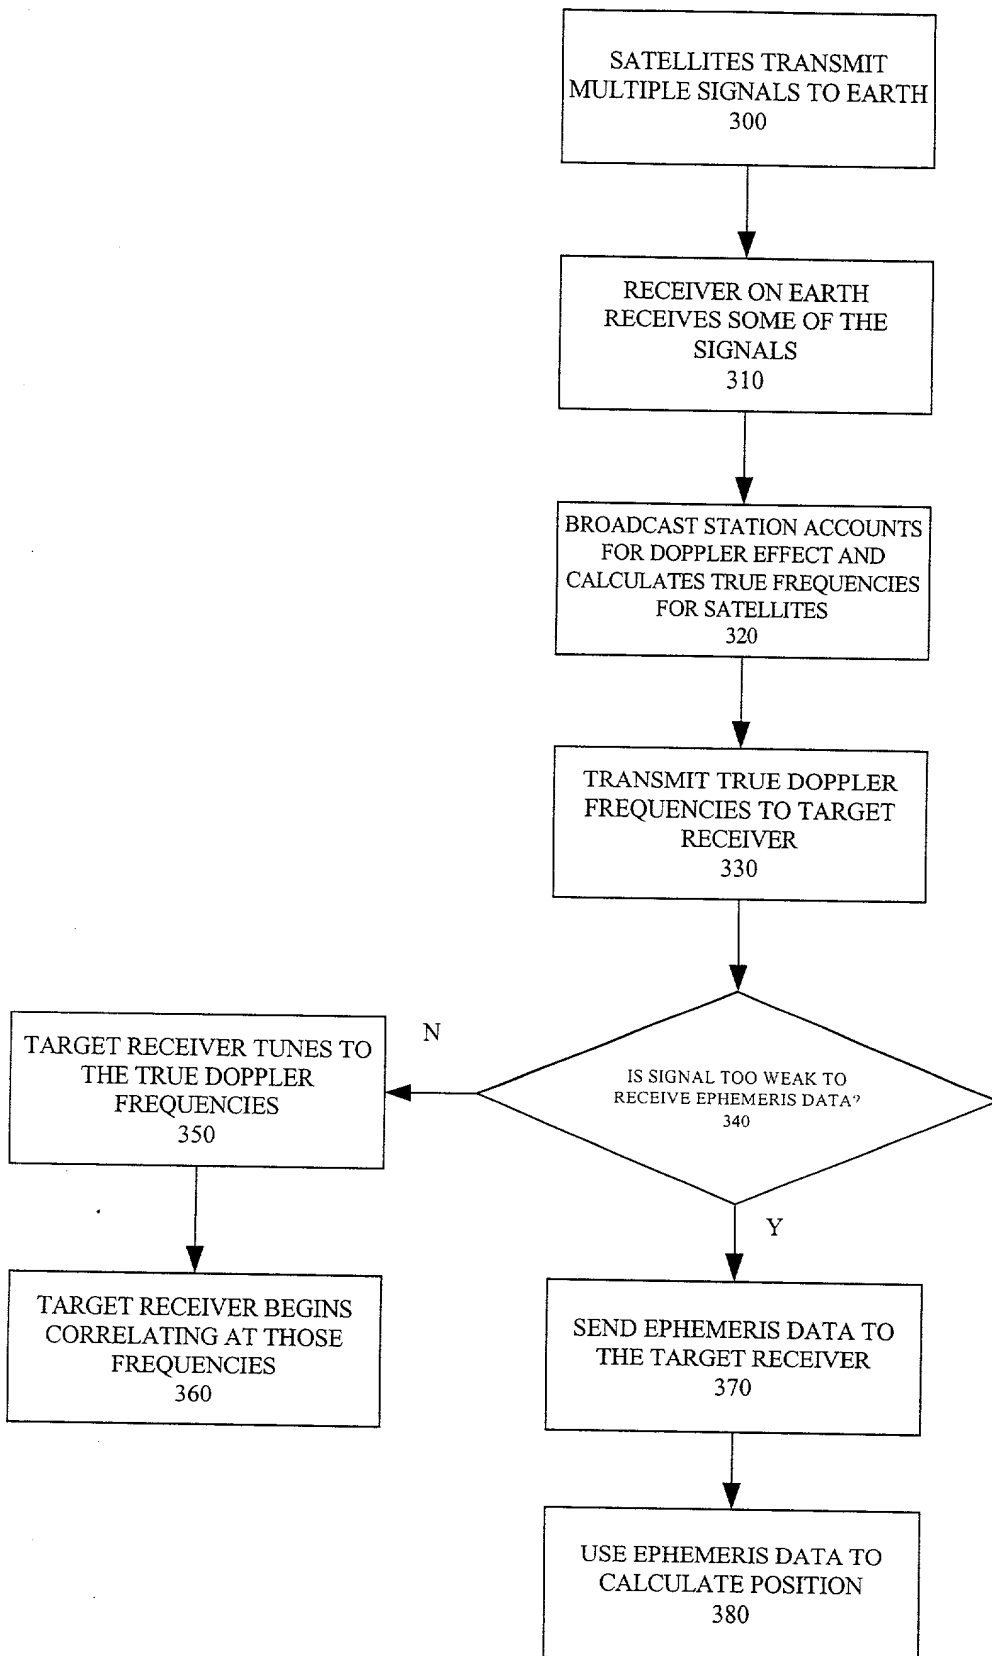 SATELLITES TRANSMIT
MULTIPLE SIGNALS TO EARTH
300
RECEIVER ON EARTH
RECEIVES SOME OF THE
SIGNALS
310
BROADCAST STATION ACCOUNTS
FOR DOPPLER EFFECT AND
CALCULATES TRUE FREQUENCIES
FOR SATELLITES
320
TRANSMIT TRUE DOPPLER
FREQUENCIES TO TARGET
RECEIVER
330
IS SIGNAL TOO WEAK TO
RECEIVE EPHEMERIS DATA?
340
N
TARGET RECEIVER TUNES TO
THE TRUE DOPPLER
FREQUENCIES
350
TARGET RECEIVER BEGINS
CORRELATING AT THOSE
FREQUENCIES
360
Y
SEND EPHEMERIS DATA TO
THE TARGET RECEIVER
370
USE EPHEMERIS DATA TO
CALCULATE POSITION
380